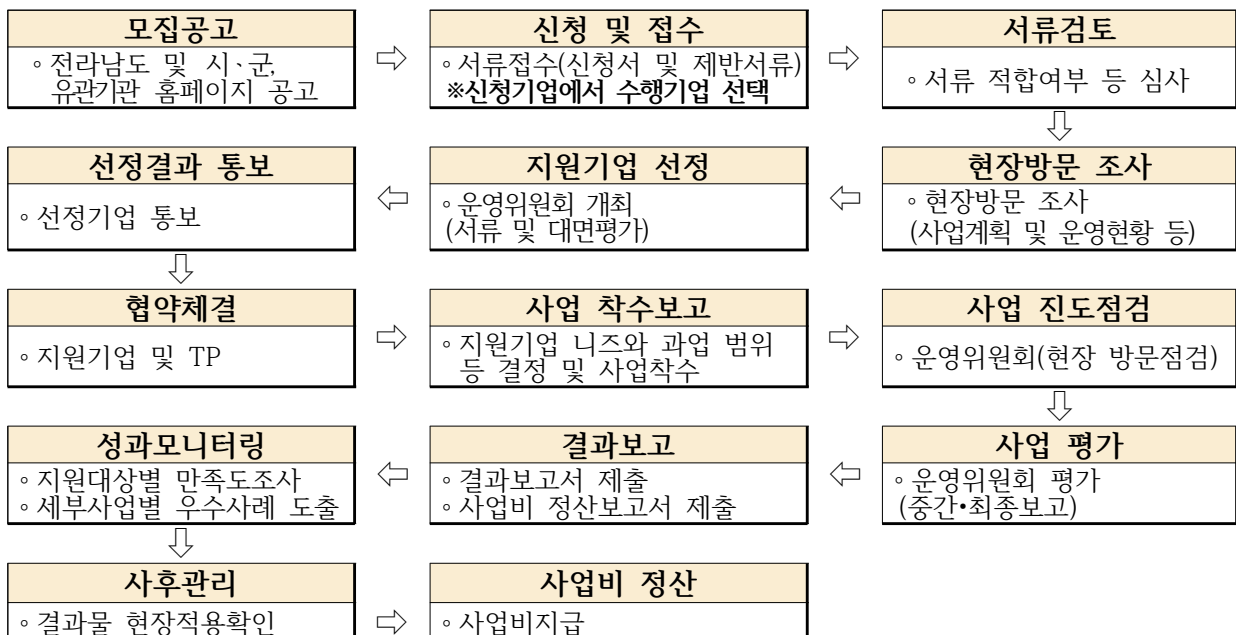 모집공고
◦전라남도 및 시·군,
유관기관 홈페이지 공고
신청 및 접수
◦서류접수(신청서 및 제반서류)
※신청기업에서 수행기업 선택
서류검토
◦서류 적합여부 등 심사
현장방문 조사
◦현장방문 조사
(사업계획 및 운영현황 등)
지원기업 선정
◦운영위원회 개최
(서류 및 대면평가)
선정결과 통보
◦선정기업 통보
협약체결
◦지원기업 및 TP
사업 착수보고
◦지원기업 니즈와 과업 범위
등 결정 및 사업착수
사업 진도점검
◦운영위원회(현장 방문점검)
사업 평가
◦운영위원회 평가
(중간•최종보고)
결과보고
◦결과보고서 제출
◦사업비 정산보고서 제출
성과모니터링
◦지원대상별 만족도조사
◦세부사업별 우수사례 도출
사후관리
◦결과물 현장적용확인
사업비 정산
◦사업비지급